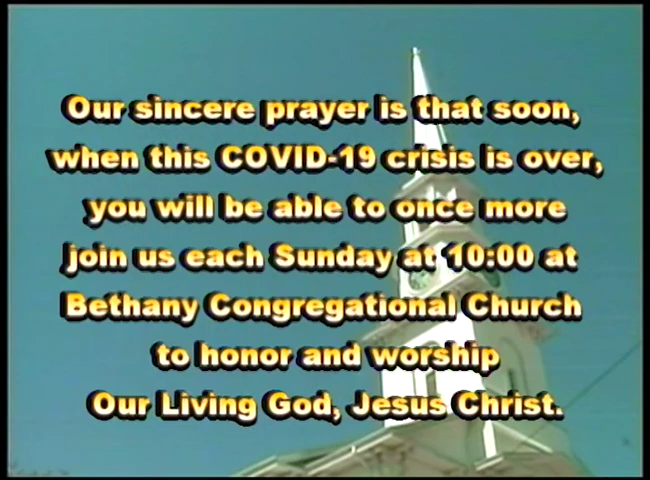 Our sincere prayer is that soon,
when this COVID-19 crisis is over,
you will be able to once more
join us each Sunday at 10:00 at
Bethany Congregational Church
to honor and worship
Our Living God, Jesus Christ.